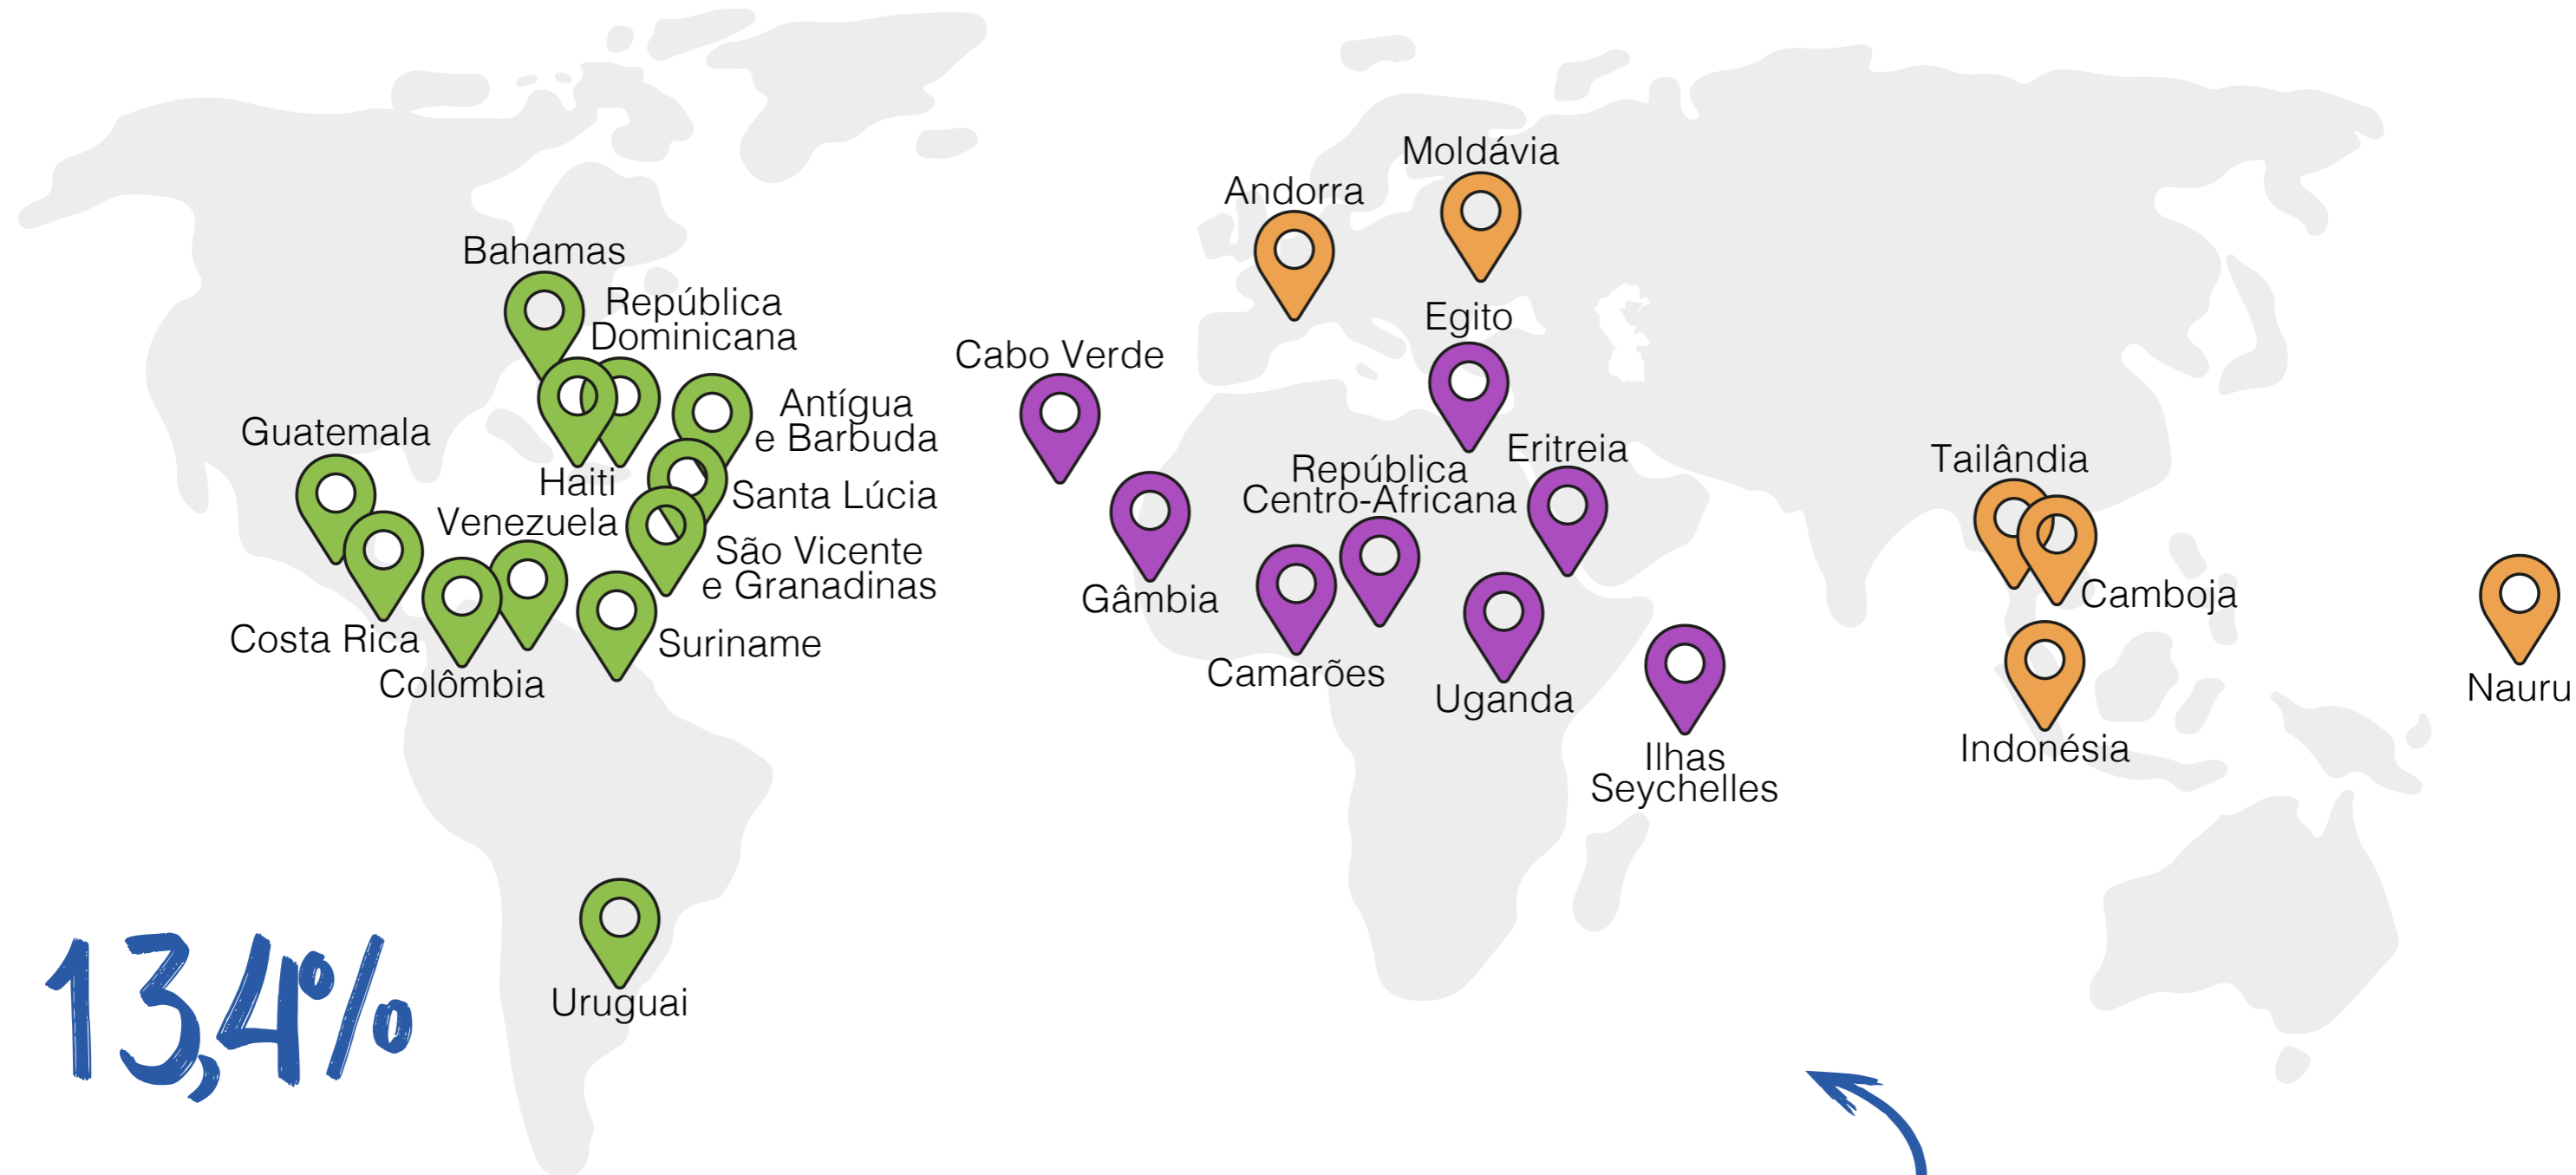 Moldávia
Andorra
Bahamas
República
Dominicana
Egito
Cabo Verde
Antígua
e Barbuda
Guatemala
Eritreia
República
Centro-Africana
Tailândia
Haiti
Santa Lúcia
Venezuela
São Vicente
e Granadinas
Gâmbia
Camboja
Costa Rica
Suriname
Colômbia
Camarões
Uganda
Nauru
Ilhas
Seychelles
Indonésia
13,4%
Uruguai